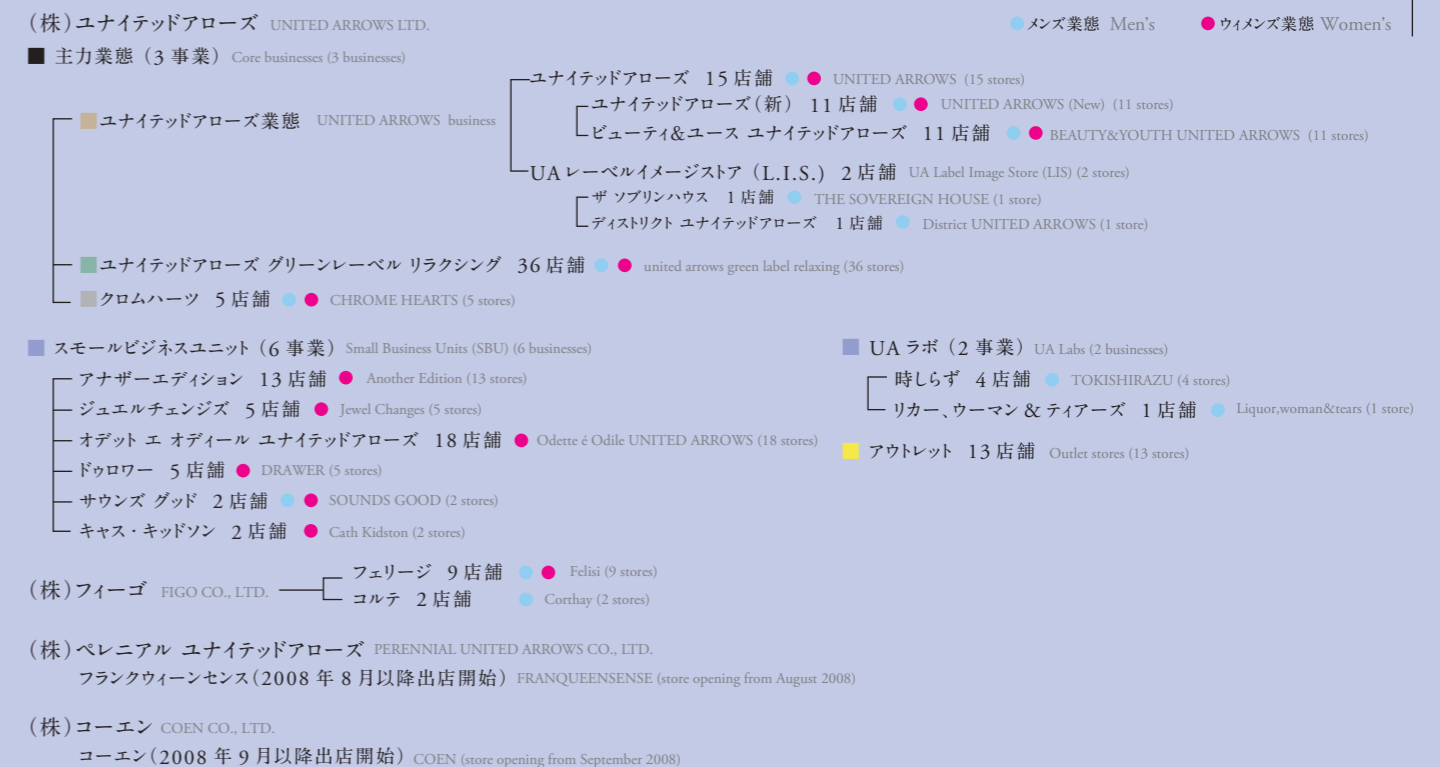 (株)ユナイテッドアローズ UNITED ARROWS LTD.
メンズ業態 Men's ウィメンズ業態 Women's
主力業態(3 事業) Core businesses (3 businesses)
ユナイテッドアローズ 15 店舗 UNITED ARROWS (15 stores)
ユナイテッドアローズ(新) 11 店舗 UNITED ARROWS (New) (11 stores)
ユナイテッドアローズ業態 UNITED ARROWS business
ビューティ&ユース ユナイテッドアローズ 11 店舗 BEAUTY&YOUTH UNITED ARROWS (11 stores)
UA レーベルイメージストア (L.I.S.) 2 店舗 UA Label Image Store (LIS) (2 stores)
ザ ソブリンハウス 1 店舗 THE SOVEREIGN HOUSE (1 store)
ディストリクト ユナイテッドアローズ 1 店舗 District UNITED ARROWS (1 store)
ユナイテッドアローズ グリーンレーベル リラクシング 36 店舗 united arrows green label relaxing (36 stores)
クロムハーツ 5 店舗 CHROME HEARTS (5 stores)
スモールビジネスユニット(6 事業) Small Business Units (SBU) (6 businesses)
アナザーエディション 13 店舗 Another Edition (13 stores)
ジュエルチェンジズ 5 店舗 Jewel Changes (5 stores)
オデット エ オディール ユナイテッドアローズ 18 店舗 Odette é Odile UNITED ARROWS (18 stores)
ドゥロワー 5 店舗 DRAWER (5 stores)
サウンズ グッド 2 店舗 SOUNDS GOOD (2 stores)
キャス・キッドソン 2 店舗 Cath Kidston (2 stores)
UA ラボ(2 事業) UA Labs (2 businesses)
時しらず 4 店舗 TOKISHIRAZU (4 stores)
リカー、ウーマン & ティアーズ 1 店舗 Liquor,woman&tears (1 store)
アウトレット 13 店舗 Outlet stores (13 stores)
フェリージ 9 店舗 Felisi (9 stores)
(株)フィーゴ FIGO CO., LTD.
コルテ 2 店舗 Corthay (2 stores)
(株)ペレニアル ユナイテッドアローズ PERENNIAL UNITED ARROWS CO., LTD.
フランクウィーンセンス(2008 年 8 月以降出店開始) FRANQUEENSENSE (store opening from August 2008)
(株)コーエン COEN CO., LTD.
コーエン(2008 年 9 月以降出店開始) COEN (store opening from September 2008)